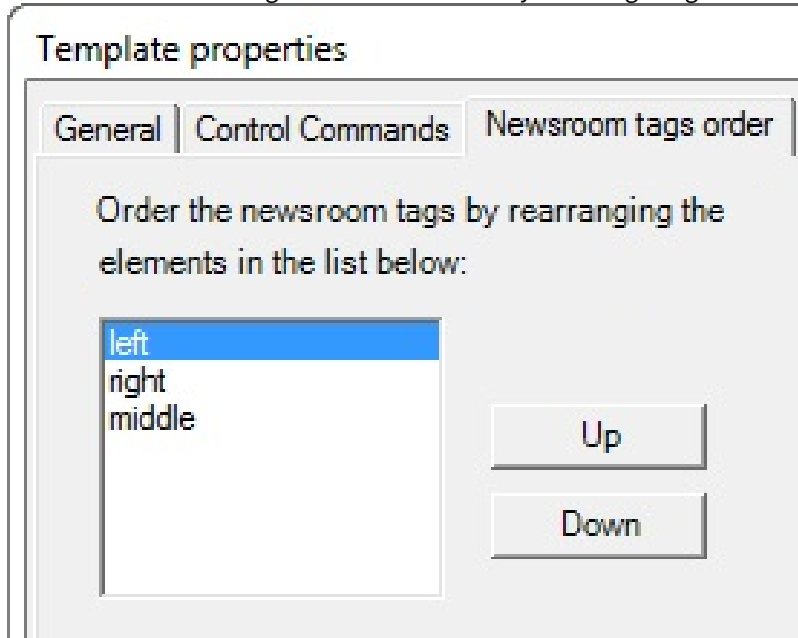 Template properties
General Control Commands Newsroom tags order
Order the newsroom tags by rearranging the
elements in the list below:
left
right
middle
Up
Down